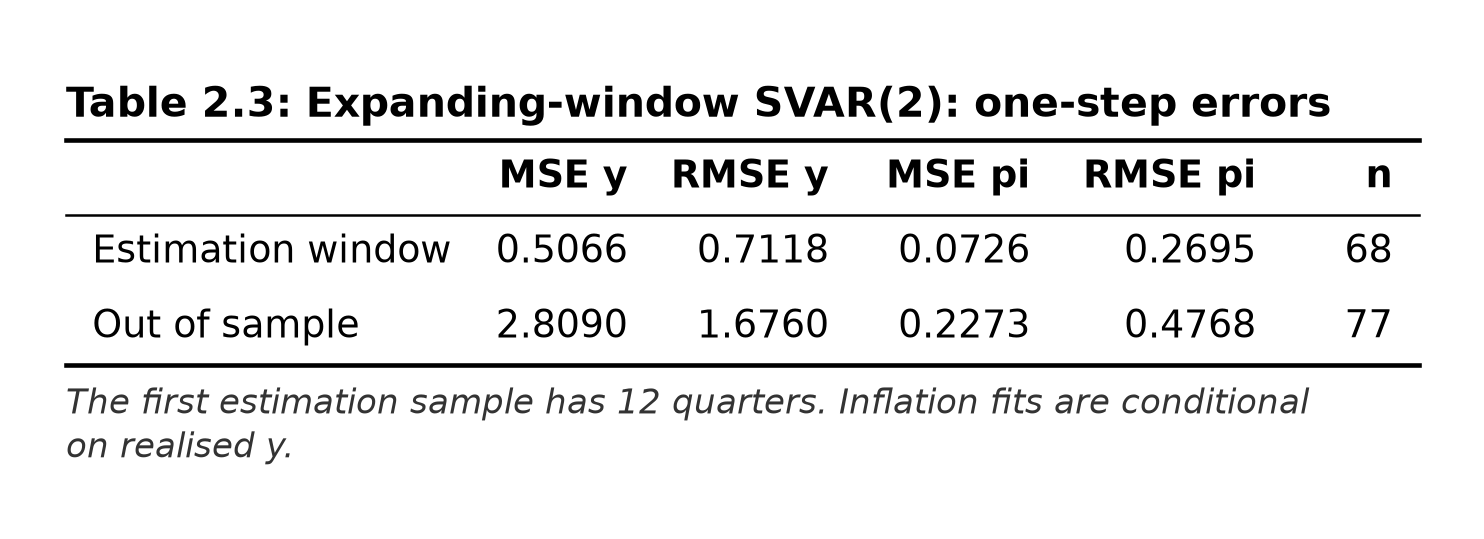 Table 2.3: Expanding-window SVAR(2): one-step errors
MSE y RMSE y MSE pi RMSE pi n
Estimation window 0.5066 0.7118 0.0726 0.2695 68
Out of sample 2.8090 1.6760 0.2273 0.4768 77
The first estimation sample has 12 quarters. Inflation fits are conditional
on realised y.